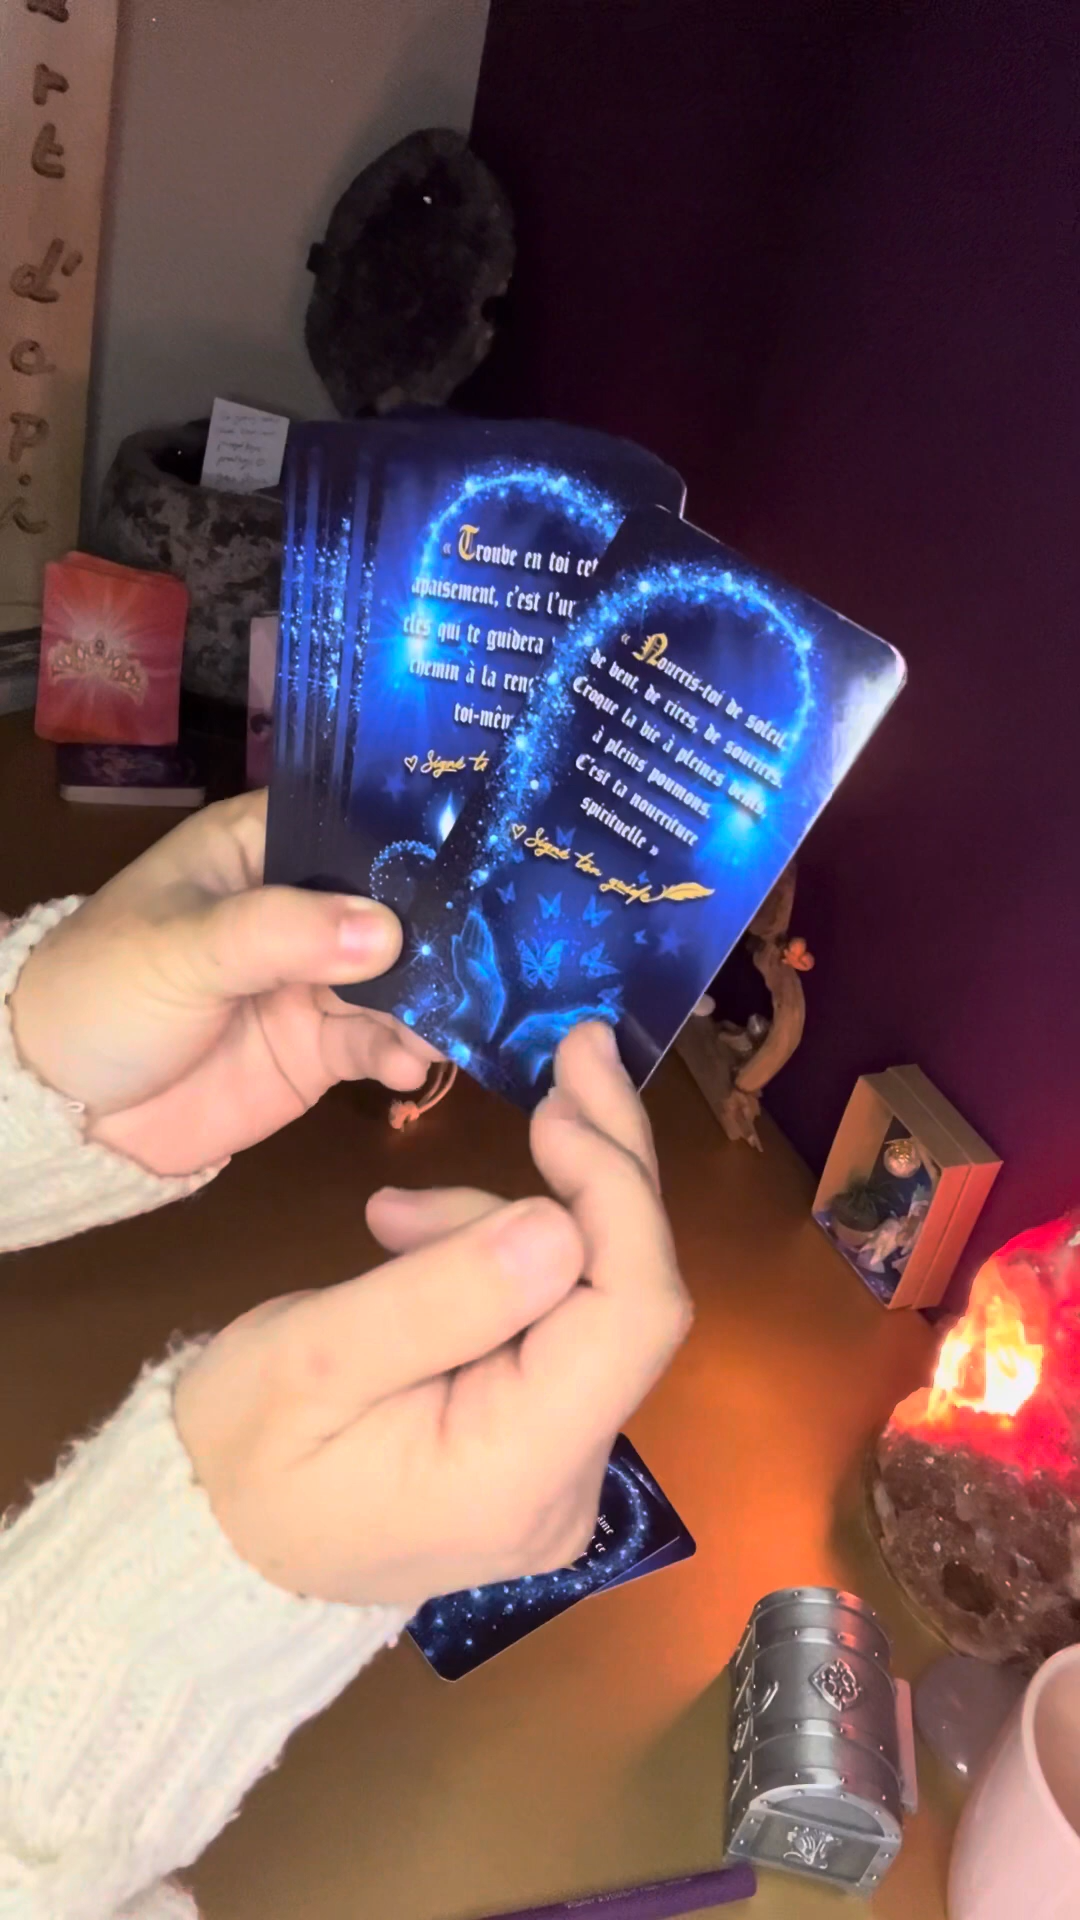 « Trouve en toi cet
apaisement, c'est l'un
clés qui te guidera
chemin à la renc
toi-mêm
♡ Signé t
« Nourris-toi de soleil,
de vent, de rires, de sourires.
Croque la vie à pleines dents,
à pleins poumons.
C'est ta nourriture
spirituelle »
♡ Signé ton guide
âme
ce